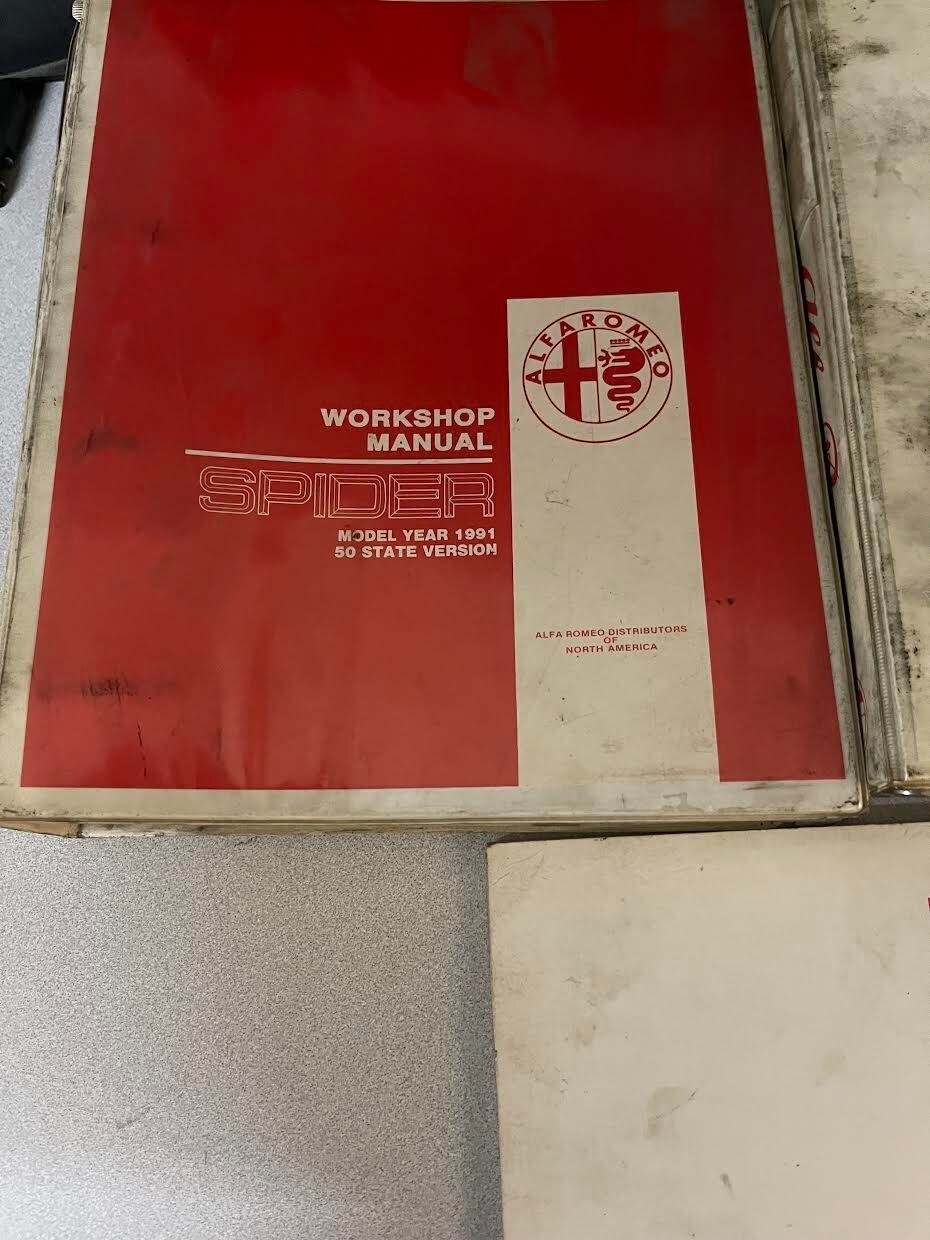 ALFA ROMEO
WORKSHOP
MANUAL
SPIDER
MODEL YEAR 1991
50 STATE VERSION
ALFA ROMEO DISTRIBUTORS
OF
NORTH AMERICA